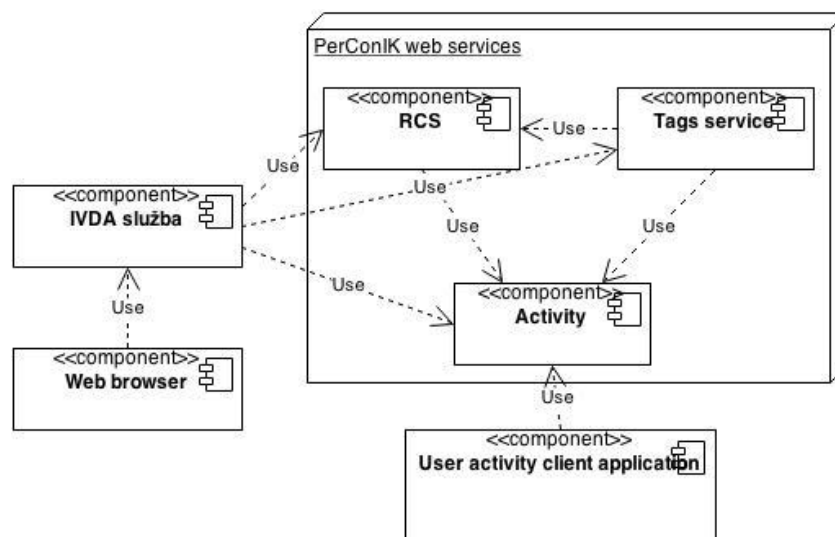 PerConIK web services
<<component>>
RCS
<<component>>
Tags service
Use
Use
Use
<<component>>
IVDA služba
Use
Use
Use
<<component>>
Activity
Use
<<component>>
Web browser
Use
<<component>>
User activity client application